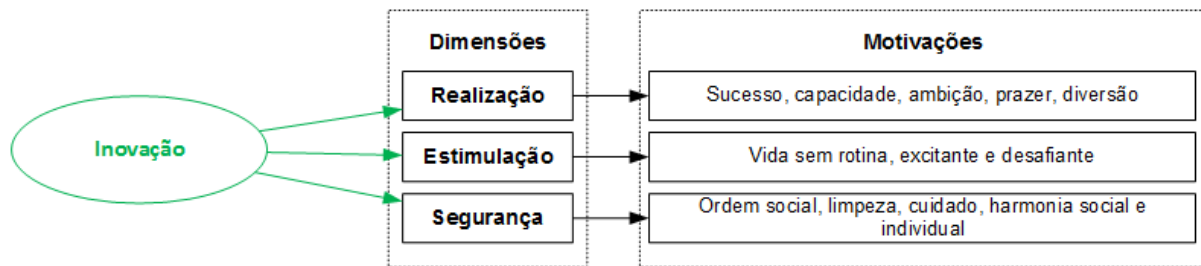 Dimensões
Motivações
Inovação
Realização
Sucesso, capacidade, ambição, prazer, diversão
Estimulação
Vida sem rotina, excitante e desafiante
Segurança
Ordem social, limpeza, cuidado, harmonia social e
individual